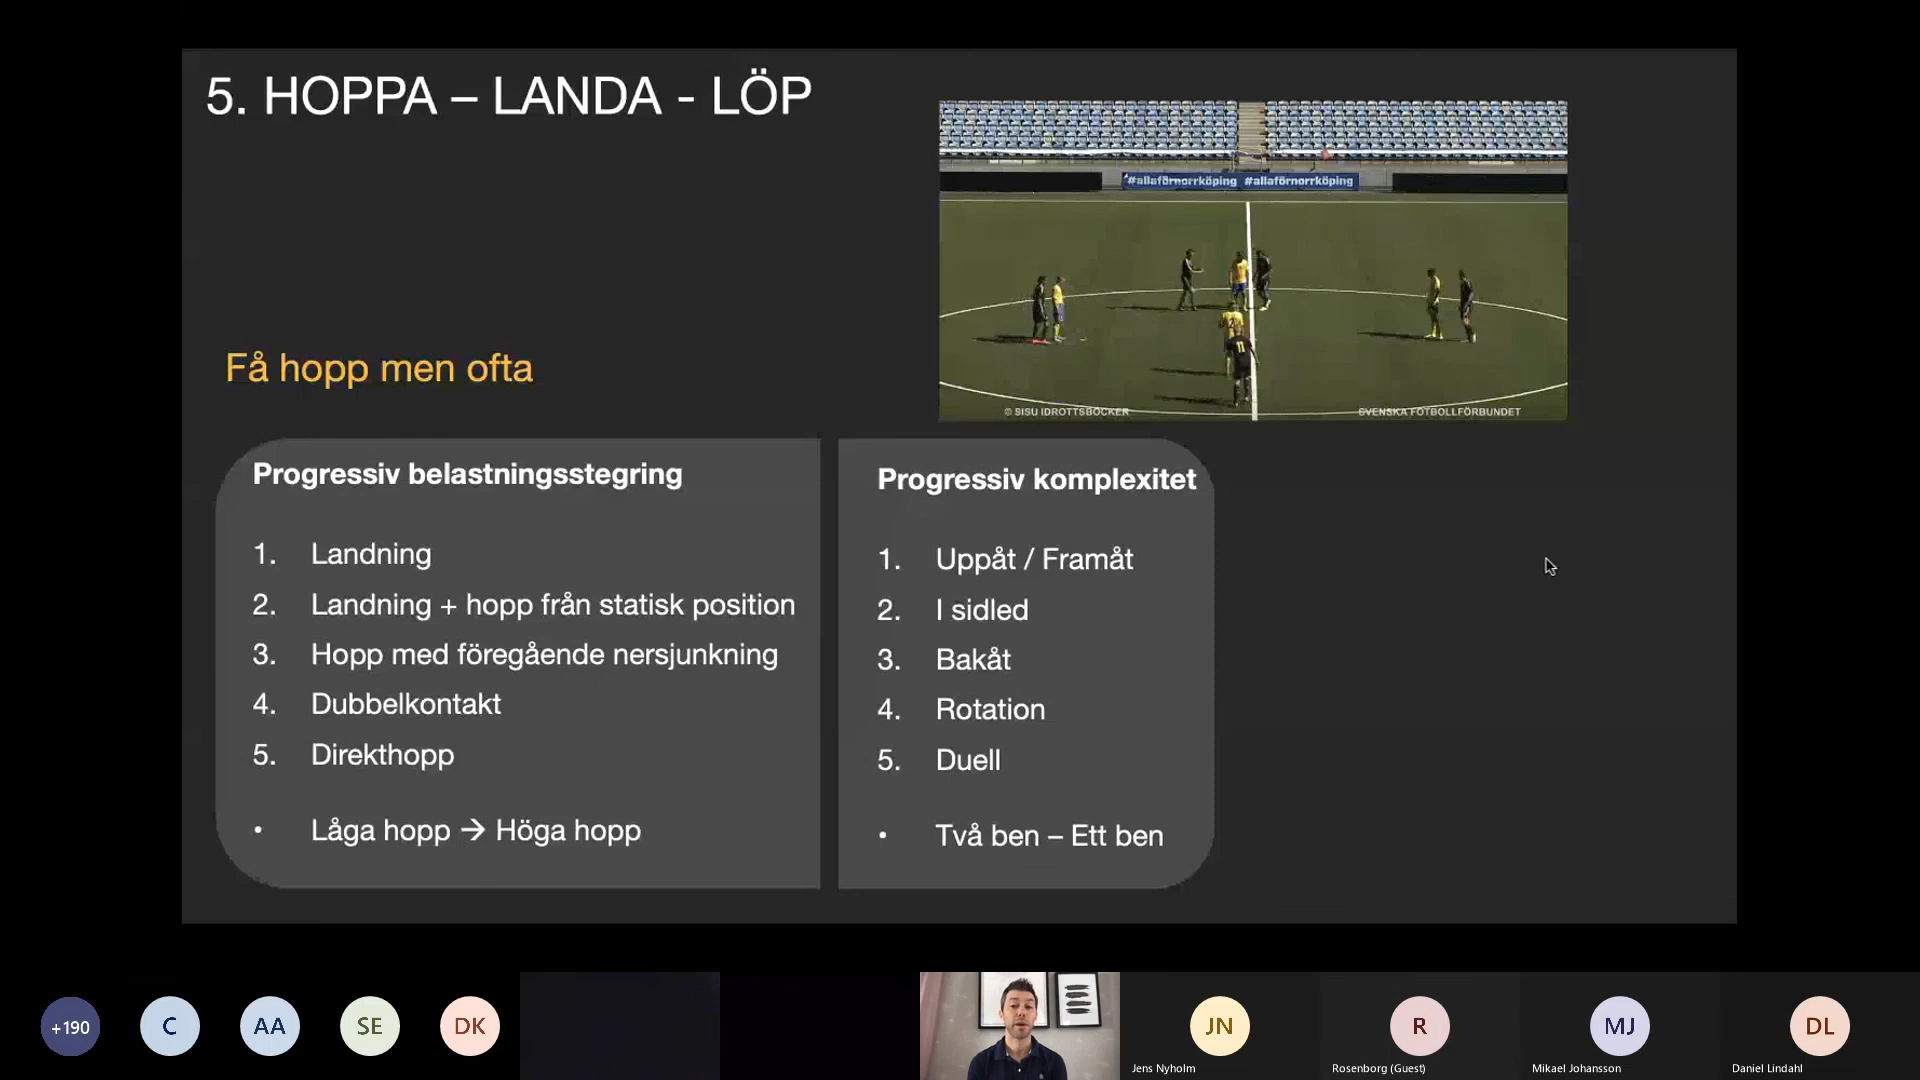 5. HOPPA – LANDA - LÖP
#allaförnorrköping #allaförnorrköping
11
© SISU IDROTTSBÖCKER
SVENSKA FOTBOLLFÖRBUNDET
Få hopp men ofta
Progressiv belastningsstegring
1. Landning
2. Landning + hopp från statisk position
3. Hopp med föregående nersjunkning
4. Dubbelkontakt
5. Direkthopp
• Låga hopp → Höga hopp
Progressiv komplexitet
1. Uppåt / Framåt
2. I sidled
3. Bakåt
4. Rotation
5. Duell
• Två ben – Ett ben
+190
C
AA
SE
DK
JN
Jens Nyholm
R
Rosenborg (Guest)
MJ
Mikael Johansson
DL
Daniel Lindahl